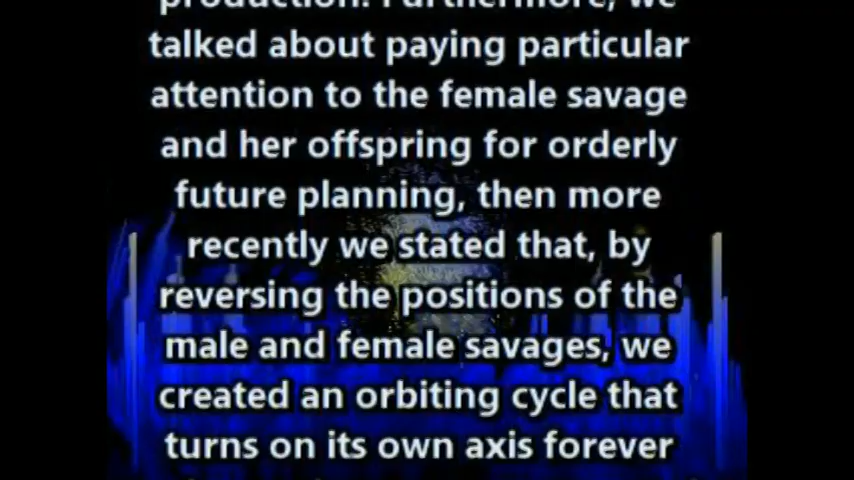 production. Furthermore, we
talked about paying particular
attention to the female savage
and her offspring for orderly
future planning, then more
recently we stated that, by
reversing the positions of the
male and female savages, we
created an orbiting cycle that
turns on its own axis forever